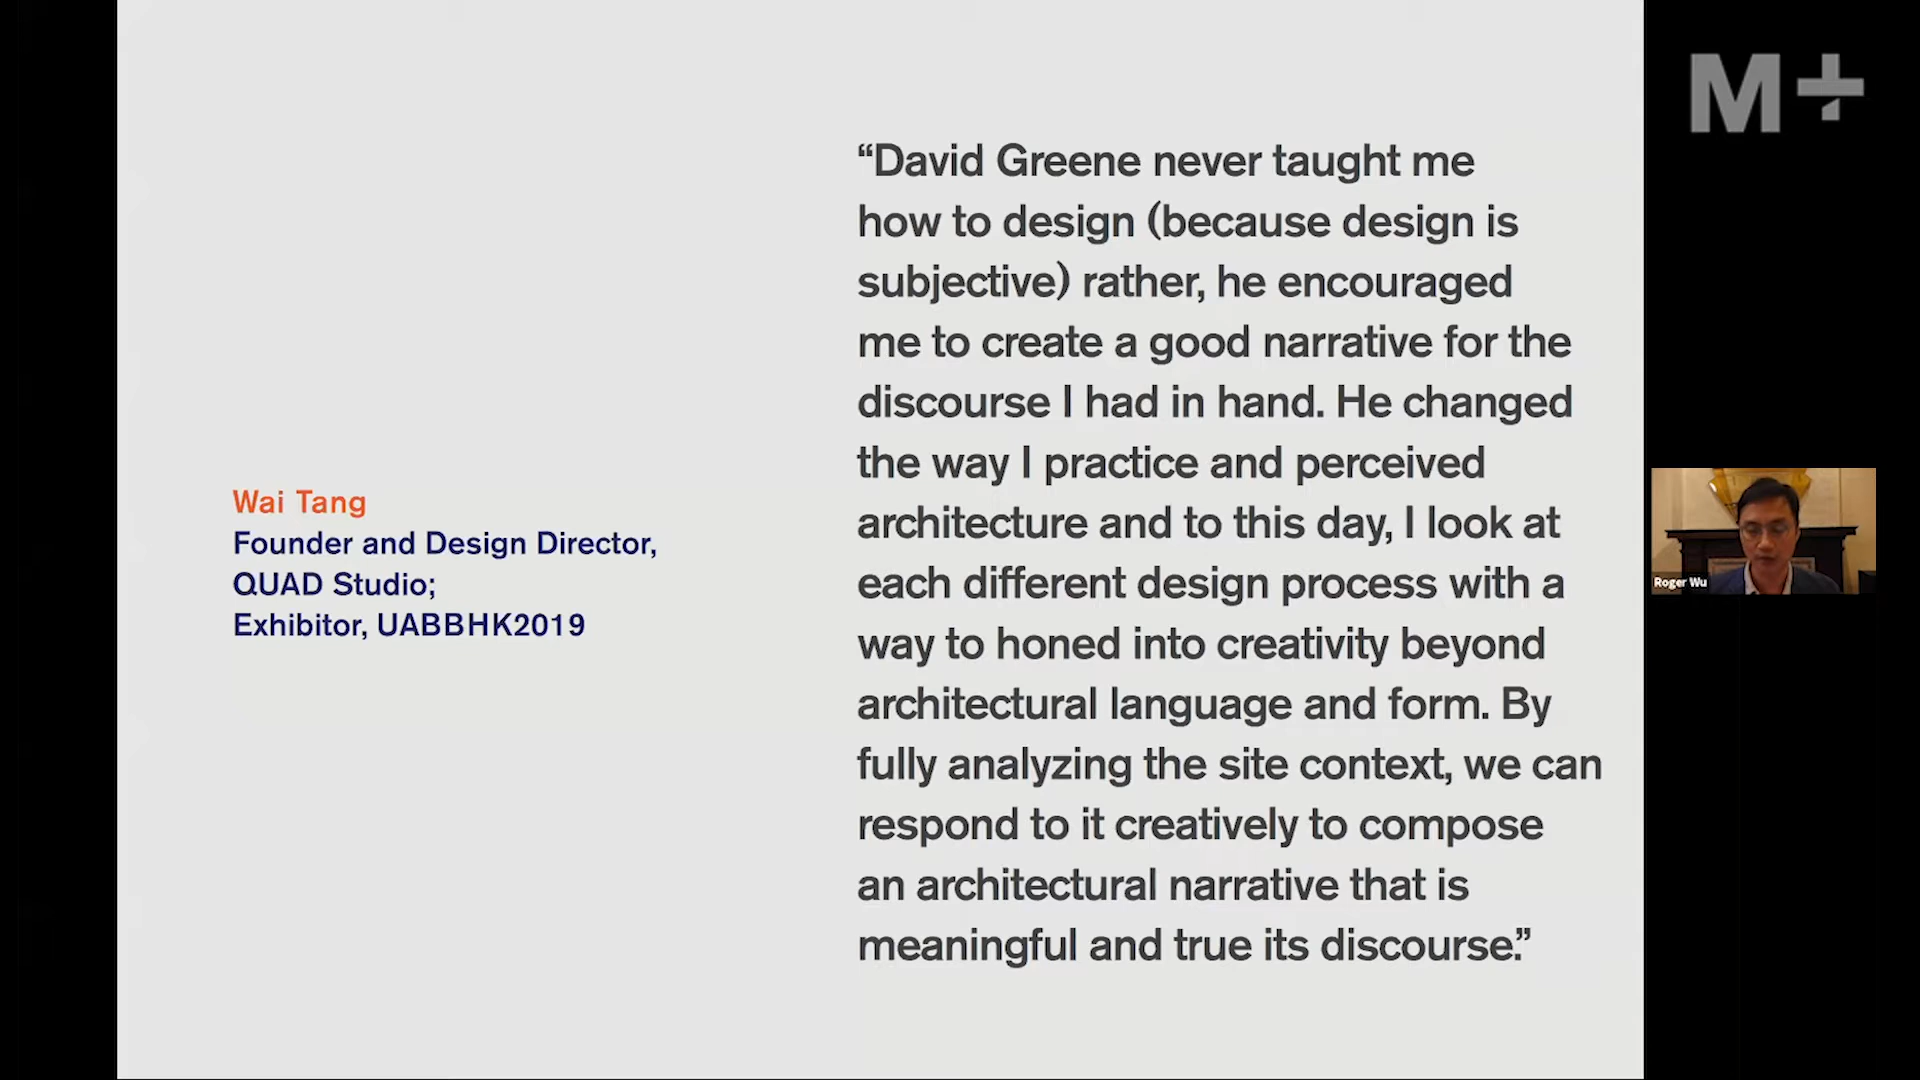 M+
“David Greene never taught me
how to design (because design is
subjective) rather, he encouraged
me to create a good narrative for the
discourse I had in hand. He changed
the way I practice and perceived
architecture and to this day, I look at
each different design process with a
way to honed into creativity beyond
architectural language and form. By
fully analyzing the site context, we can
respond to it creatively to compose
an architectural narrative that is
meaningful and true its discourse.”
Wai Tang
Founder and Design Director,
QUAD Studio;
Exhibitor, UABBHK2019
Roger Wu